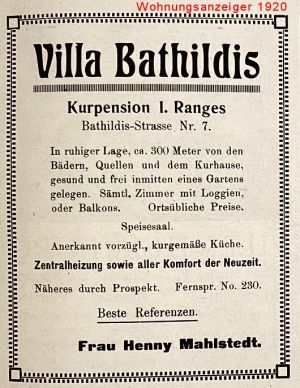 Wohnungsanzeiger 1920
Villa Bathildis
Kurpension I. Ranges
Bathildis-Strasse Nr. 7.
In ruhiger Lage, ca. 300 Meter von den
Bädern, Quellen und dem Kurhause,
gesund und frei inmitten eines Gartens
gelegen. Sämtl. Zimmer mit Loggien,
oder Balkons. Ortsübliche Preise.
Speisesaal.
Anerkannt vorzügl., kurgemäße Küche.
Zentralheizung sowie aller Komfort der Neuzeit.
Näheres durch Prospekt. Fernspr. No. 230.
Beste Referenzen.
Frau Henny Mahlstedt.